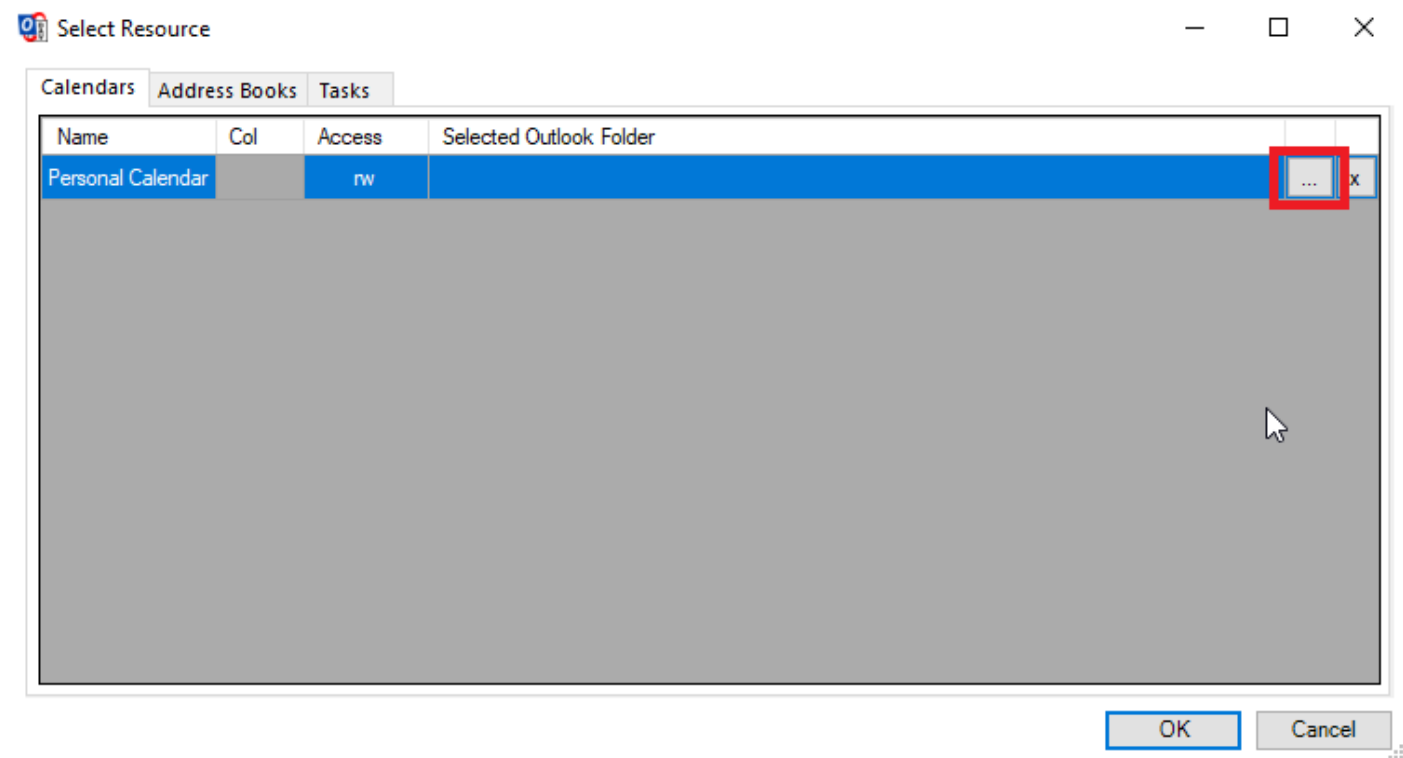 Select Resource
Calendars Address Books Tasks
Name Col Access Selected Outlook Folder
Personal Calendar rw ... x
OK Cancel